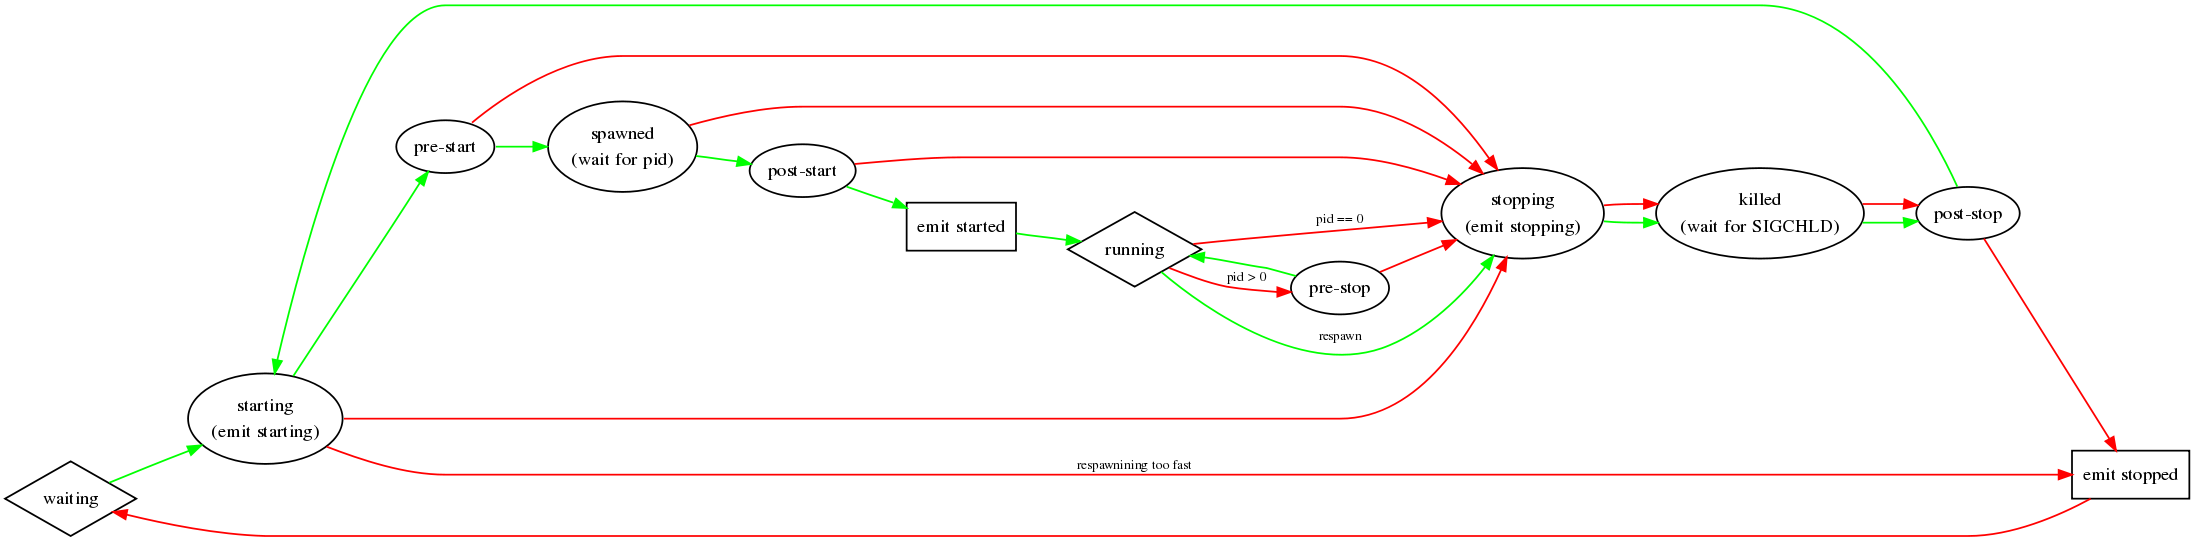 pre-start
spawned
(wait for pid)
post-start
emit started
running
pid == 0
pid > 0
pre-stop
respawn
stopping
(emit stopping)
killed
(wait for SIGCHLD)
post-stop
starting
(emit starting)
respawnining too fast
waiting
emit stopped